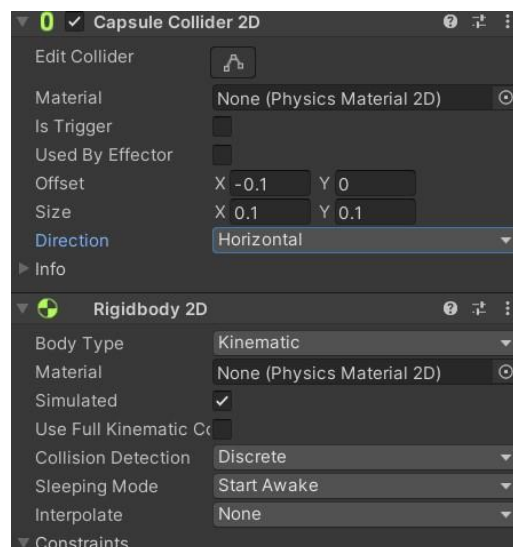 Capsule Collider 2D
Edit Collider
Material None (Physics Material 2D)
Is Trigger
Used By Effector
Offset X -0.1 Y 0
Size X 0.1 Y 0.1
Direction Horizontal
Info
Rigidbody 2D
Body Type Kinematic
Material None (Physics Material 2D)
Simulated
Use Full Kinematic Co
Collision Detection Discrete
Sleeping Mode Start Awake
Interpolate None
Constraints